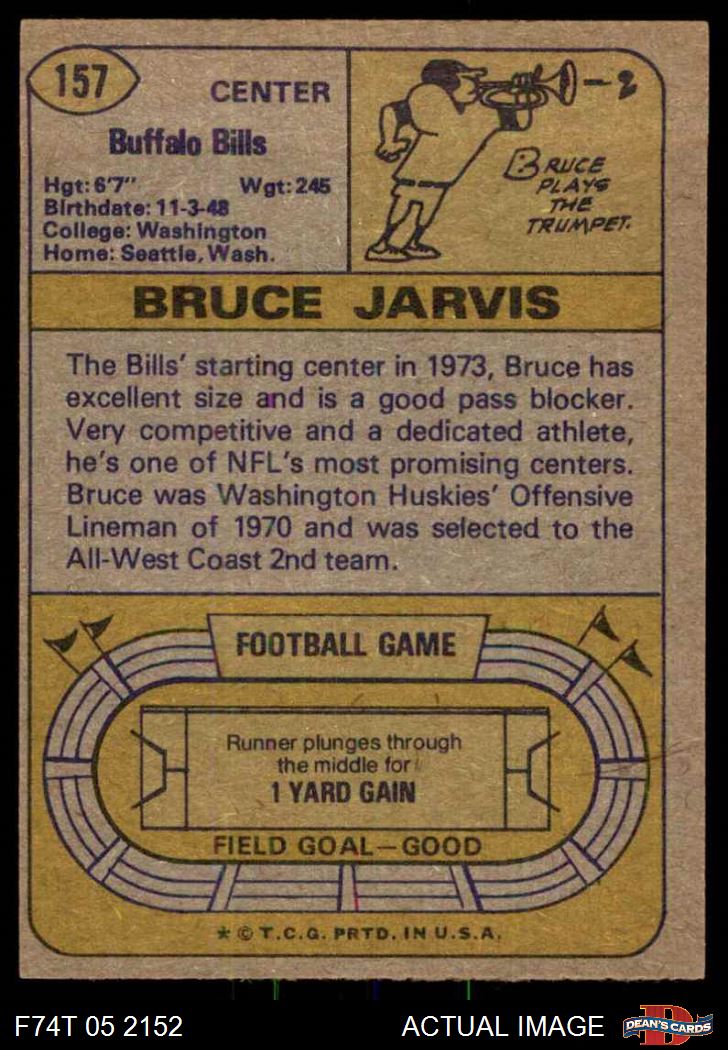 157
CENTER
Buffalo Bills
Hgt: 6'7" Wgt: 245
Birthdate: 11-3-48
College: Washington
Home: Seattle, Wash.
BRUCE
PLAYS
THE
TRUMPET.
BRUCE JARVIS
The Bills' starting center in 1973, Bruce has
excellent size and is a good pass blocker.
Very competitive and a dedicated athlete,
he's one of NFL's most promising centers.
Bruce was Washington Huskies' Offensive
Lineman of 1970 and was selected to the
All-West Coast 2nd team.
FOOTBALL GAME
Runner plunges through
the middle for
1 YARD GAIN
FIELD GOAL—GOOD
* © T.C.G. PRTD. IN U.S.A.
F74T 05 2152 ACTUAL IMAGE
DEAN'S CARDS